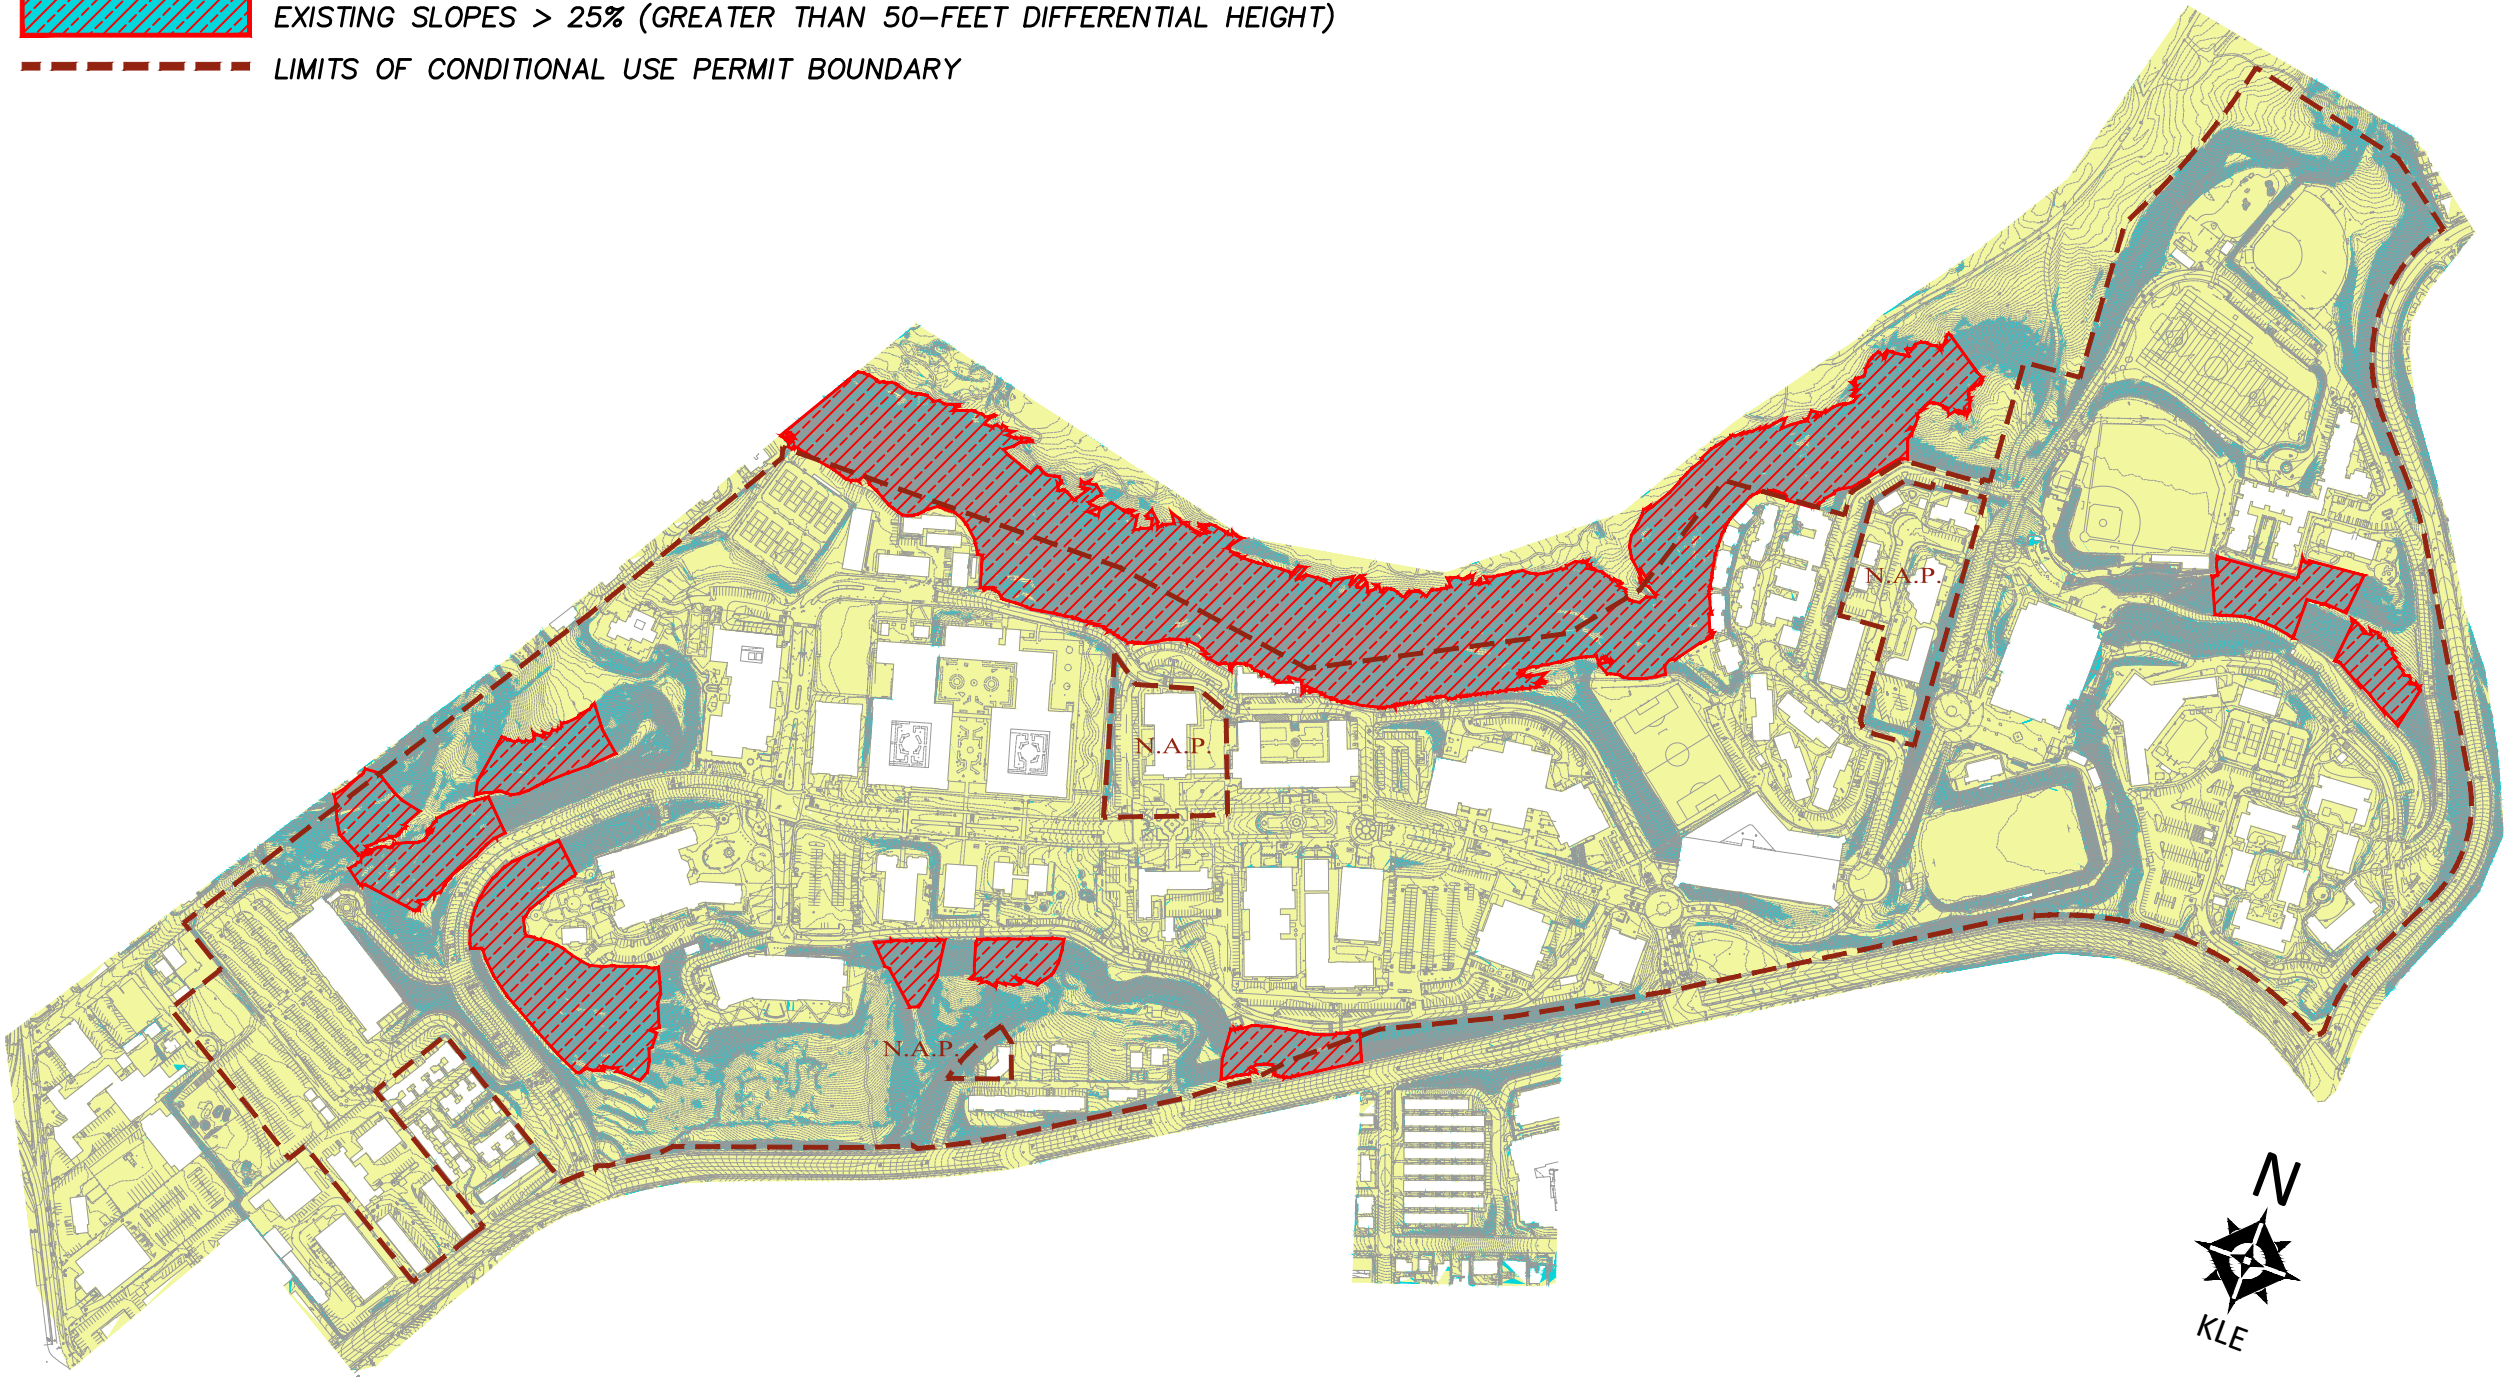 EXISTING SLOPES > 25% (GREATER THAN 50-FEET DIFFERENTIAL HEIGHT)
LIMITS OF CONDITIONAL USE PERMIT BOUNDARY
N.A.P.
N.A.P.
N.A.P.
N
KLE